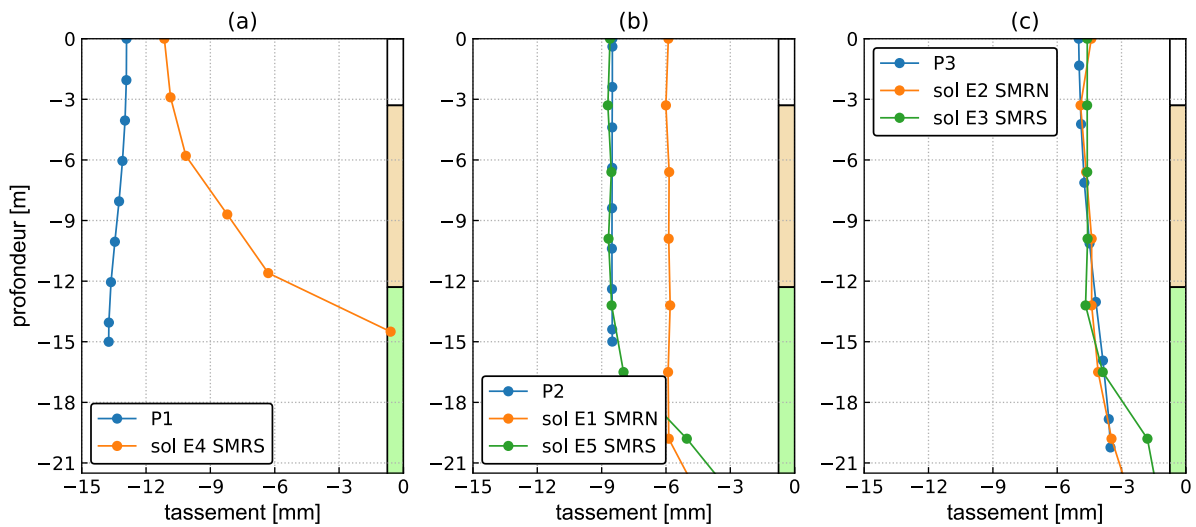 (a)
(b)
(c)
profondeur [m]
0
−3
−6
−9
−12
−15
−18
−21
P1
sol E4 SMRS
−15
−12
−9
−6
−3
0
tassement [mm]
0
−3
−6
−9
−12
−15
−18
−21
P2
sol E1 SMRN
sol E5 SMRS
−15
−12
−9
−6
−3
0
tassement [mm]
0
−3
−6
−9
−12
−15
−18
−21
P3
sol E2 SMRN
sol E3 SMRS
−15
−12
−9
−6
−3
0
tassement [mm]